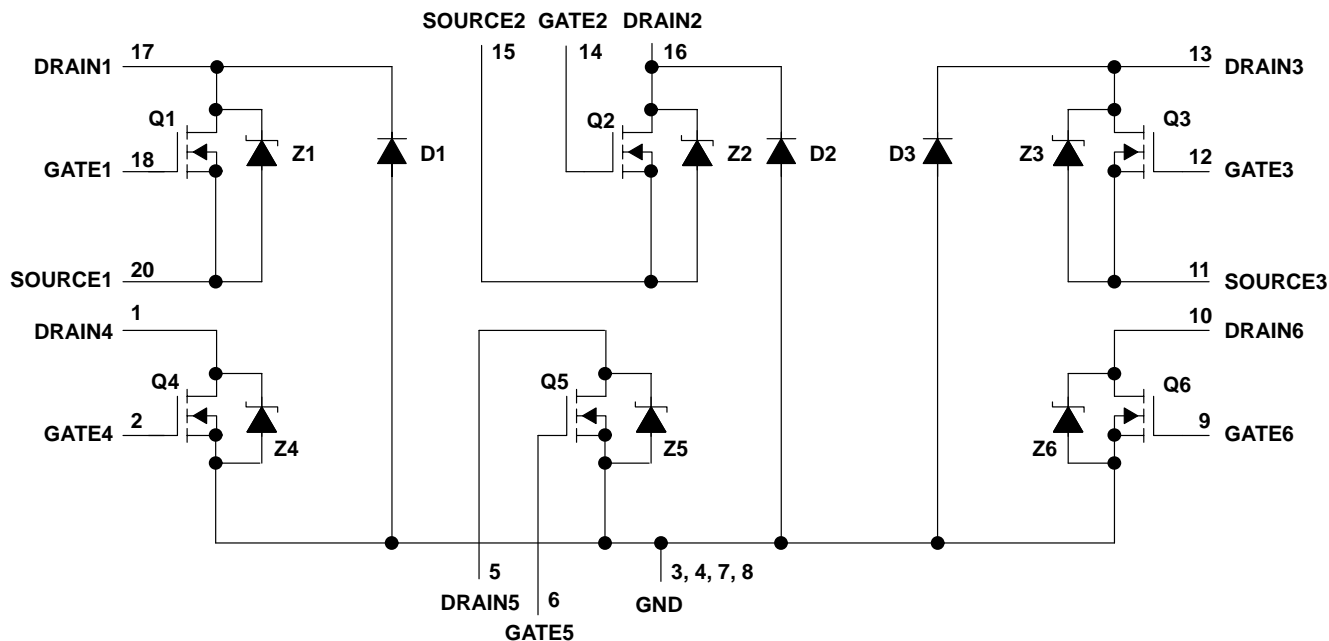 SOURCE2 GATE2 DRAIN2
17 15 14 16 13
DRAIN1 DRAIN3
Q1 Q2 Q3
Z1 D1 Z2 D2 D3 Z3
18 12
GATE1 GATE3
20 11
SOURCE1 SOURCE3
1 10
DRAIN4 DRAIN6
Q4 Q5 Q6
2 9
GATE4 GATE6
Z4 Z5 Z6
5 3, 4, 7, 8
DRAIN5 6 GND
GATE5